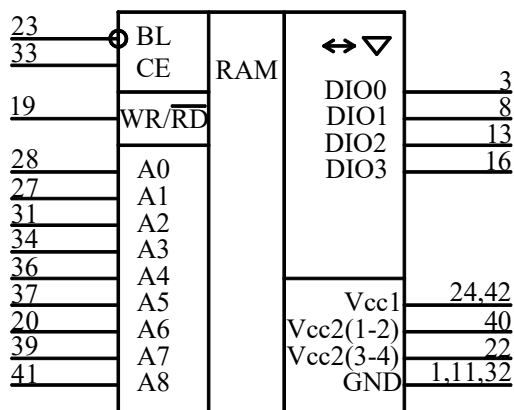 23 BL
33 CE RAM
DIO0 3
19 WR/RD DIO1 8
DIO2 13
28 A0 DIO3 16
27 A1
31 A2
34 A3
36 A4
37 A5 Vcc1 24,42
20 A6 Vcc2(1-2) 40
39 A7 Vcc2(3-4) 22
41 A8 GND 1,11,32